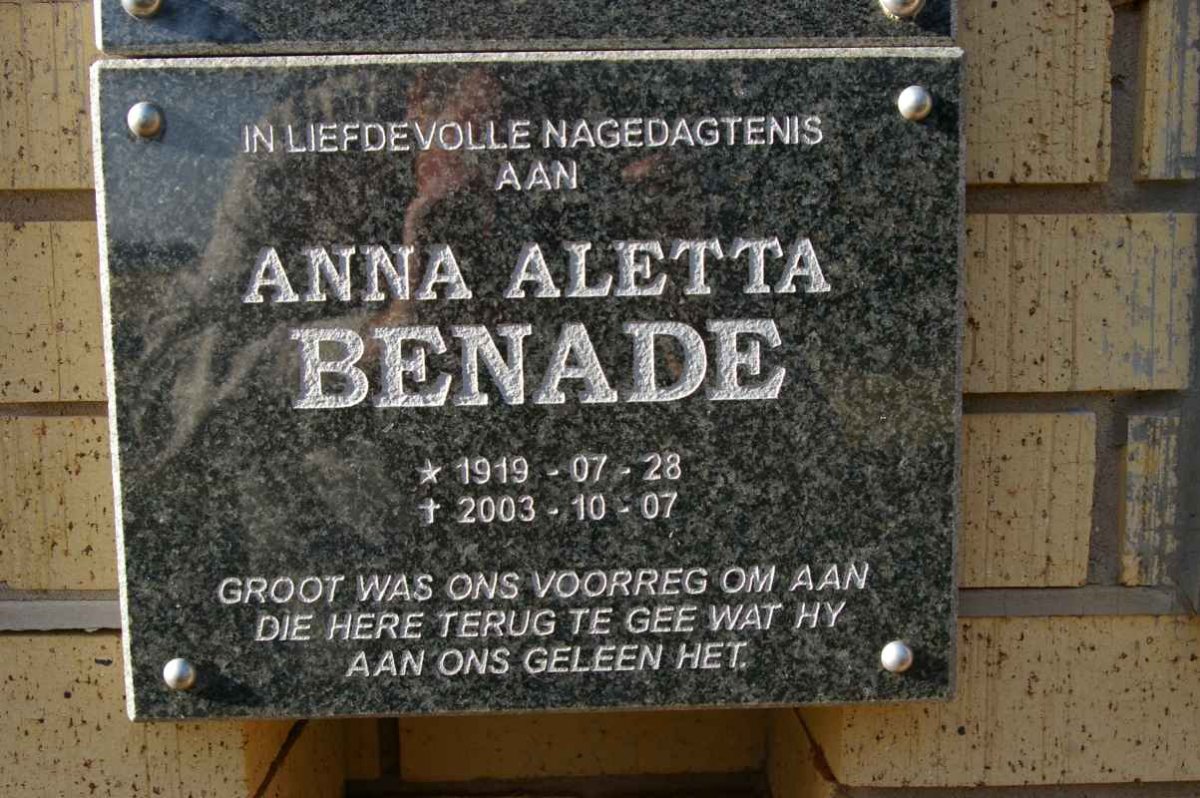 IN LIEFDEVOLLE NAGEDAGTENIS
AAN
ANNA ALETTA
BENADE
★ 1919 - 07 - 28
✝ 2003 - 10 - 07
GROOT WAS ONS VOORREG OM AAN
DIE HERE TERUG TE GEE WAT HY
AAN ONS GELEEN HET.